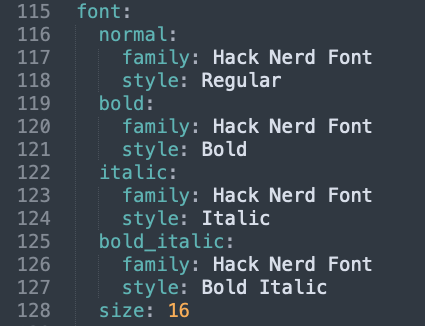 115 font:
116   normal:
117     family: Hack Nerd Font
118     style: Regular
119   bold:
120     family: Hack Nerd Font
121     style: Bold
122   italic:
123     family: Hack Nerd Font
124     style: Italic
125   bold_italic:
126     family: Hack Nerd Font
127     style: Bold Italic
128   size: 16